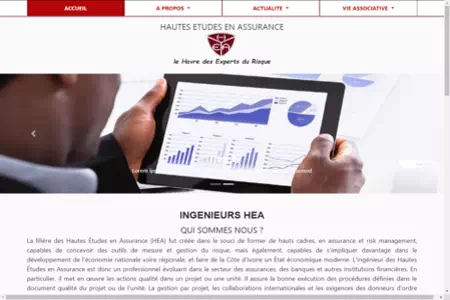 ACCUEIL
A PROPOS
ACTUALITE
VIE ASSOCIATIVE
HAUTES ETUDES EN ASSURANCE
HEA
le Havre des Experts du Risque
Lorem
INGENIEURS HEA
QUI SOMMES NOUS ?
La filière des Hautes Études en Assurance (HEA) fut créée dans le souci de former de hauts cadres, en assurance et risk management,
capables de concevoir des outils de mesure et gestion du risque, mais également, capables de s'impliquer davantage dans le
développement de l'économie nationale voire régionale, et faire de la Côte d'Ivoire un État économique moderne. L'ingénieur des Hautes
Études en Assurance est donc un professionnel évoluant dans le secteur des assurances, des banques et autres institutions financières. En
particulier, il met en œuvre les actions qualité dans un projet ou une unité. Il assure la bonne exécution des procédures définies dans le
document qualité du projet ou de l'unité. La gestion par projet, les collaborations internationales et les exigences des donneurs d'ordre